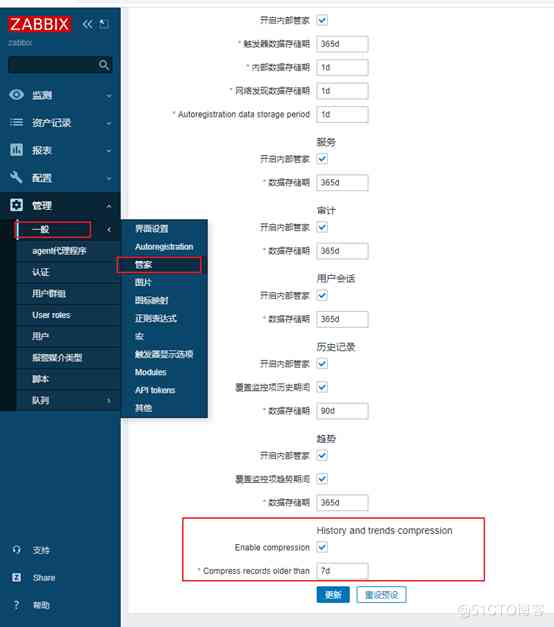 ZABBIX
zabbix
监测
资产记录
报表
配置
管理
一般
agent代理程序
认证
用户群组
User roles
用户
报警媒介类型
脚本
队列
支持
Share
帮助
界面设置
Autoregistration
管家
图片
图标映射
正则表达式
宏
触发器显示选项
Modules
API tokens
其他
开启内部管家
* 触发器数据存储期 365d
* 内部数据存储期 1d
* 网络发现数据存储期 1d
* Autoregistration data storage period 1d
服务
开启内部管家
* 数据存储期 365d
审计
开启内部管家
* 数据存储期 365d
用户会话
开启内部管家
* 数据存储期 365d
历史记录
开启内部管家
覆盖监控项历史期间
* 数据存储期 90d
趋势
开启内部管家
覆盖监控项趋势期间
* 数据存储期 365d
History and trends compression
Enable compression
* Compress records older than 7d
更新 重设预设
@51CTO博客